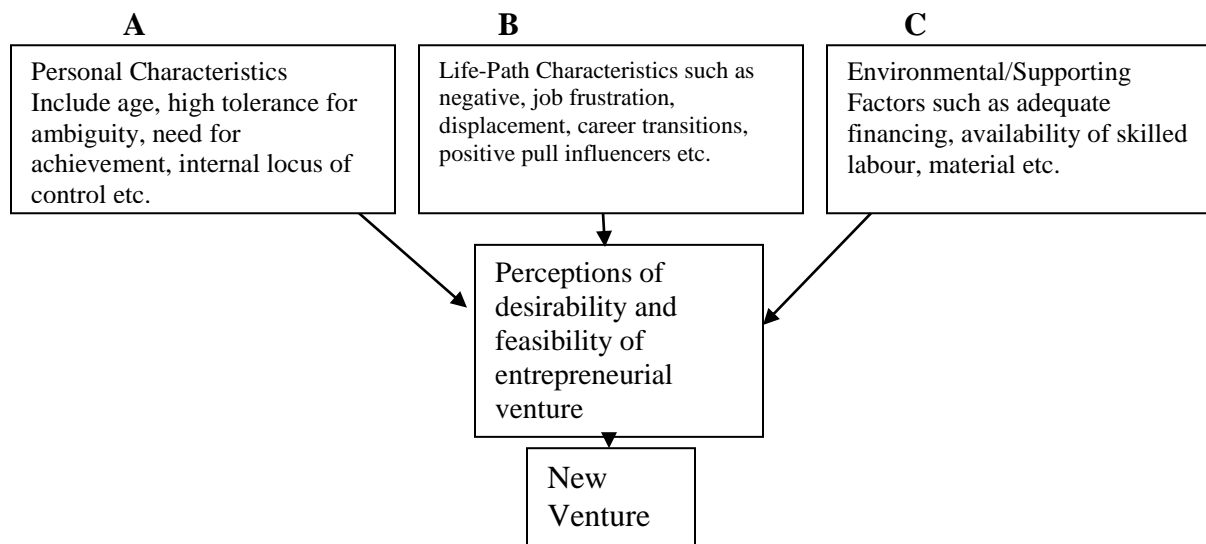 A
B
C
Personal Characteristics
Include age, high tolerance for
ambiguity, need for
achievement, internal locus of
control etc.
Life-Path Characteristics such as
negative, job frustration,
displacement, career transitions,
positive pull influencers etc.
Environmental/Supporting
Factors such as adequate
financing, availability of skilled
labour, material etc.
Perceptions of
desirability and
feasibility of
entrepreneurial
venture
New
Venture